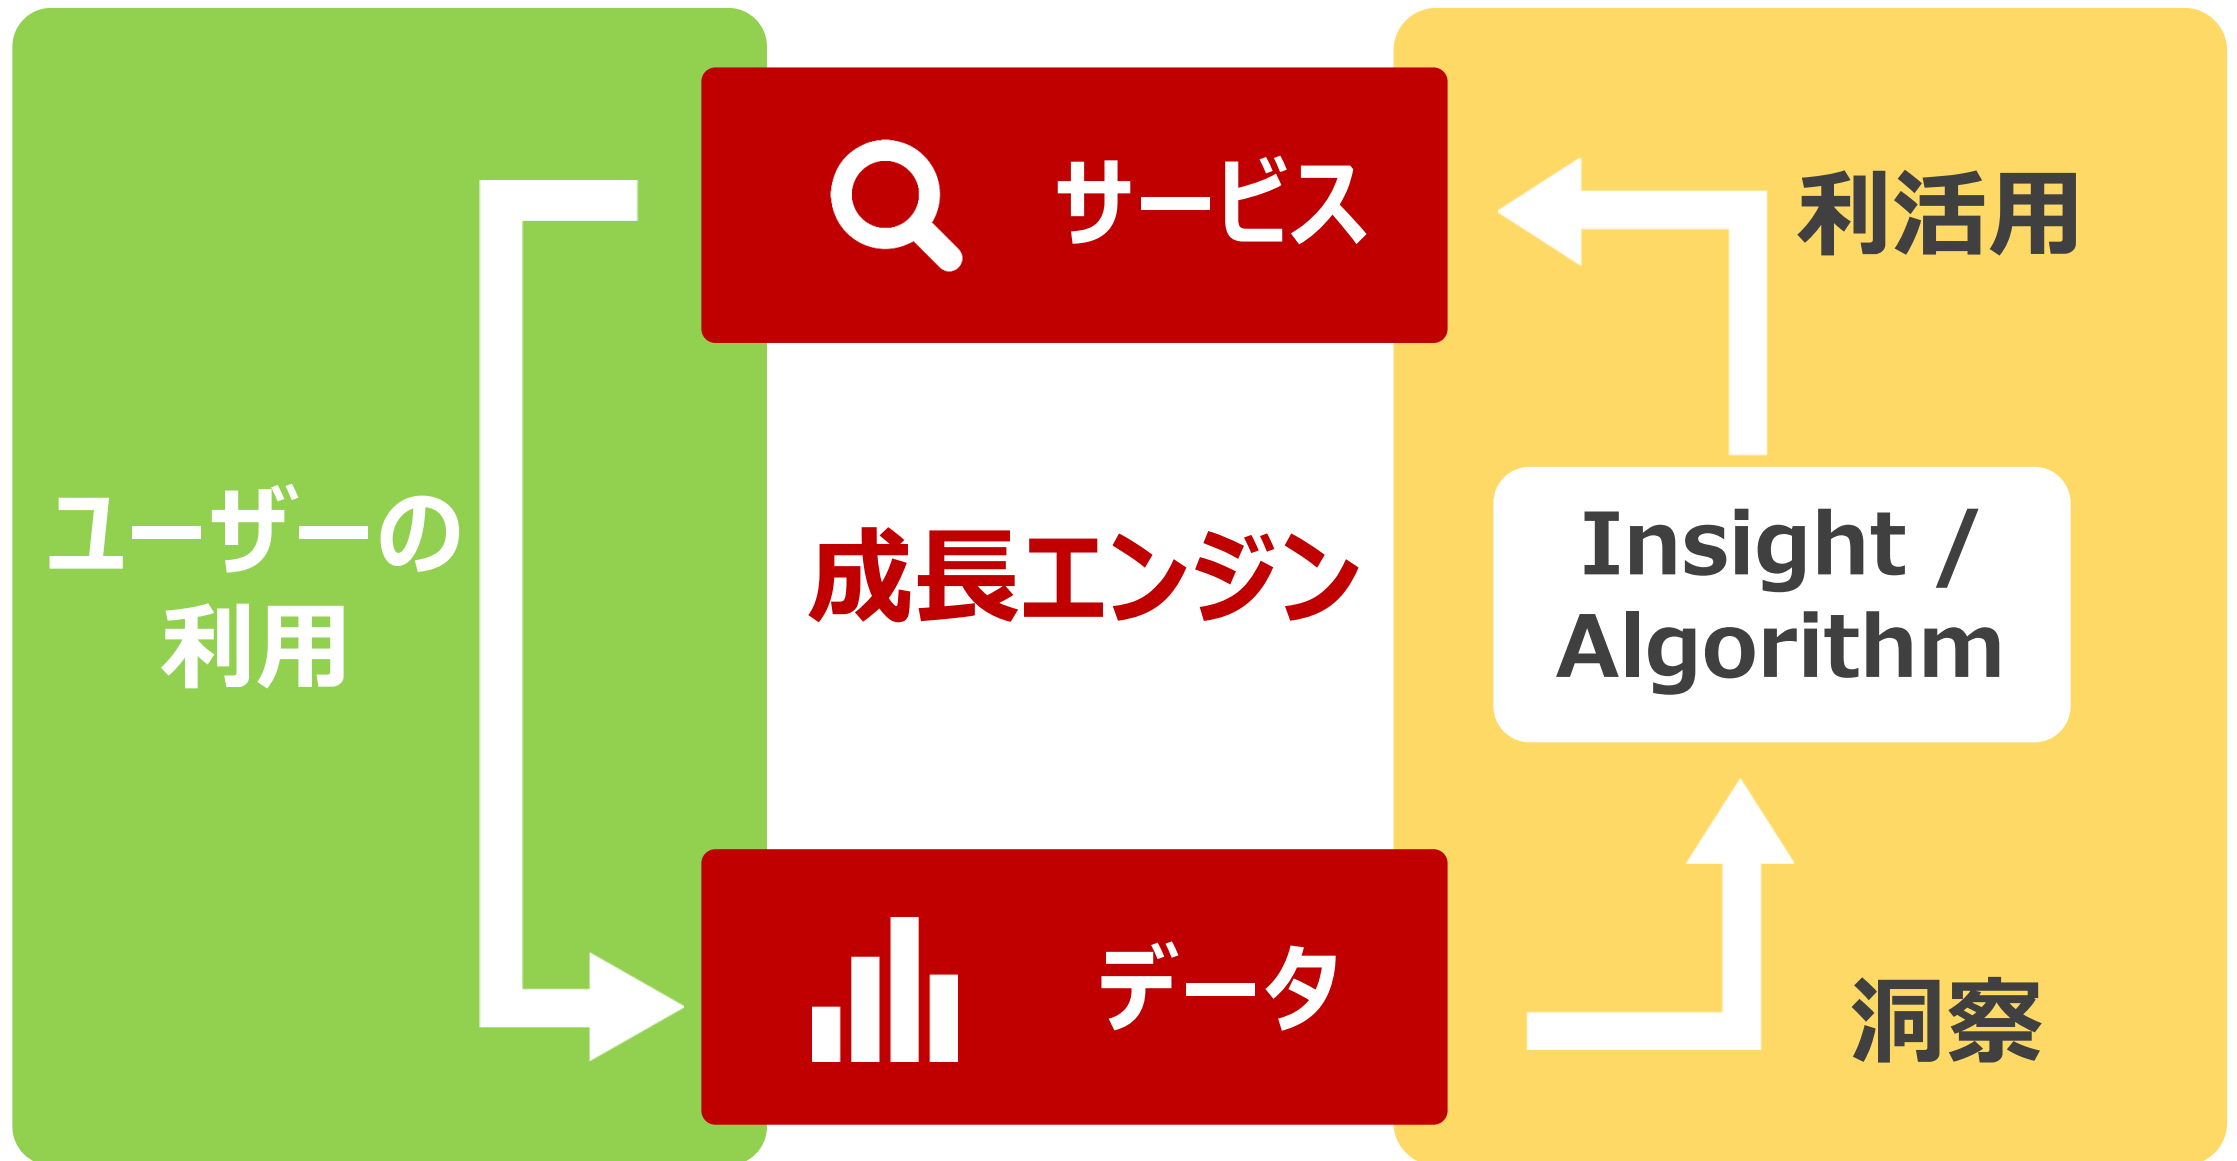 サービス
利活用
ユーザーの
利用
成長エンジン
Insight /
Algorithm
データ
洞察